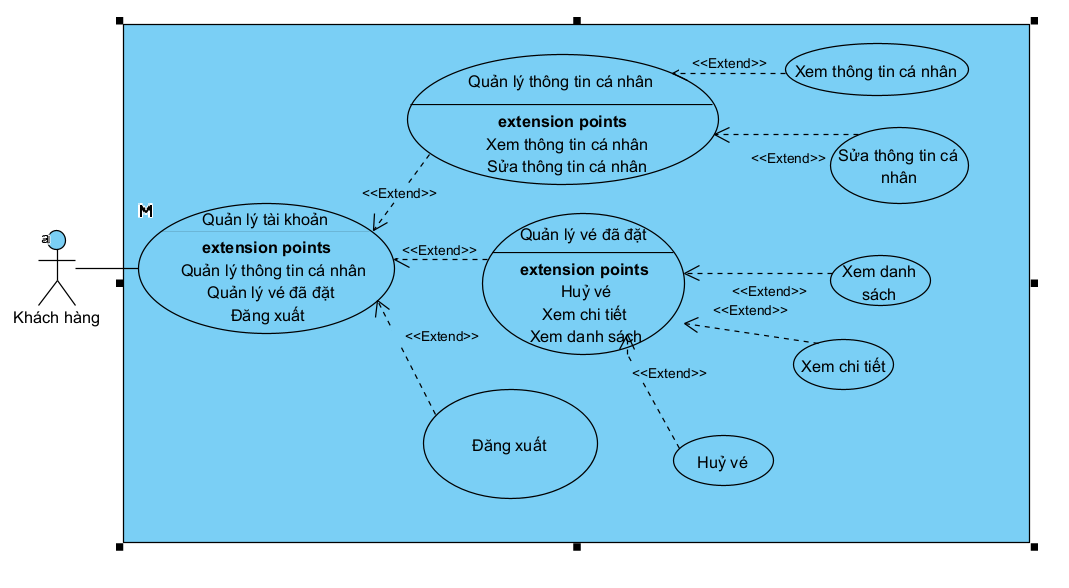 <<Extend>>
Xem thông tin cá nhân
Quản lý thông tin cá nhân
extension points
Xem thông tin cá nhân
Sửa thông tin cá nhân
<<Extend>>
Sửa thông tin cá
nhân
<<Extend>>
M
a
Khách hàng
Quản lý tài khoản
extension points
Quản lý thông tin cá nhân
Quản lý vé đã đặt
Đăng xuất
<<Extend>>
Quản lý vé đã đặt
extension points
Huỷ vé
Xem chi tiết
Xem danh sách
Xem danh
sách
<<Extend>>
<<Extend>>
Xem chi tiết
<<Extend>>
<<Extend>>
Đăng xuất
Huỷ vé